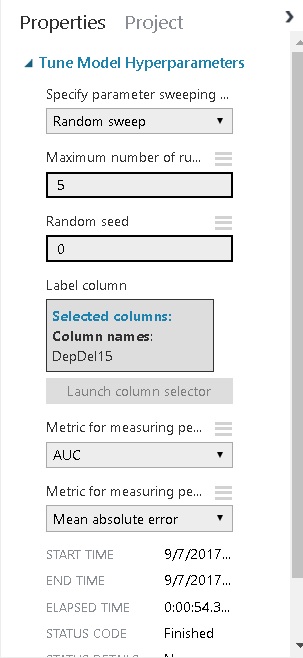 Properties Project
Tune Model Hyperparameters
Specify parameter sweeping ...
Random sweep
Maximum number of ru...
5
Random seed
0
Label column
Selected columns:
Column names:
DepDel15
Launch column selector
Metric for measuring pe...
AUC
Metric for measuring pe...
Mean absolute error
START TIME 9/7/2017...
END TIME 9/7/2017...
ELAPSED TIME 0:00:54.3...
STATUS CODE Finished
STATUS DETAILS